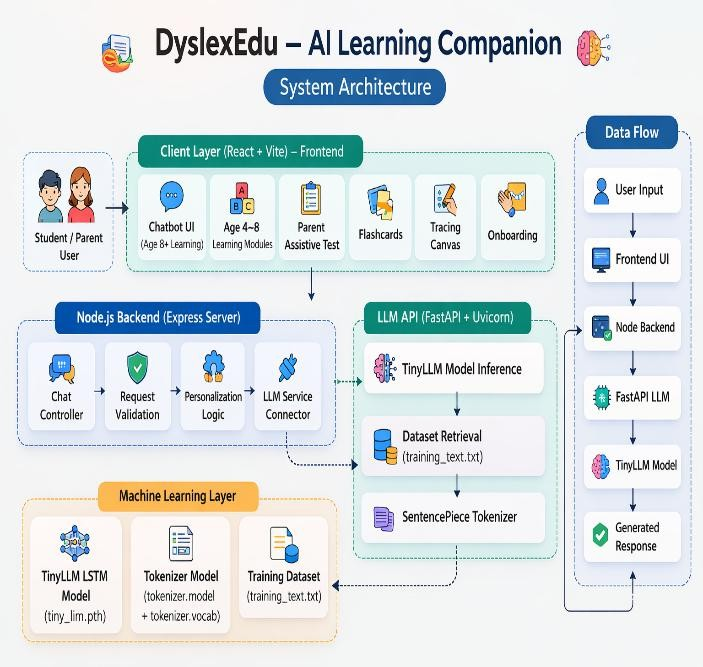 DyslexEdu – AI Learning Companion
System Architecture
Student / Parent
User
Client Layer (React + Vite) – Frontend
Chatbot UI
(Age 8+ Learning)
A
B
C
Age 4~8
Learning Modules
Parent
Assistive Test
Flashcards
Tracing
Canvas
Onboarding
Node.js Backend (Express Server)
Chat
Controller
Request
Validation
Personalization
Logic
LLM Service
Connector
LLM API (FastAPI + Uvicorn)
TinyLLM Model Inference
Dataset Retrieval
(training_text.txt)
SentencePiece Tokenizer
Machine Learning Layer
TinyLLM LSTM
Model
(tiny_lim.pth)
Tokenizer Model
(tokenizer.model
+ tokenizer.vocab)
Training Dataset
(training_text.txt)
Data Flow
User Input
Frontend UI
Node Backend
FastAPI LLM
TinyLLM Model
Generated
Response